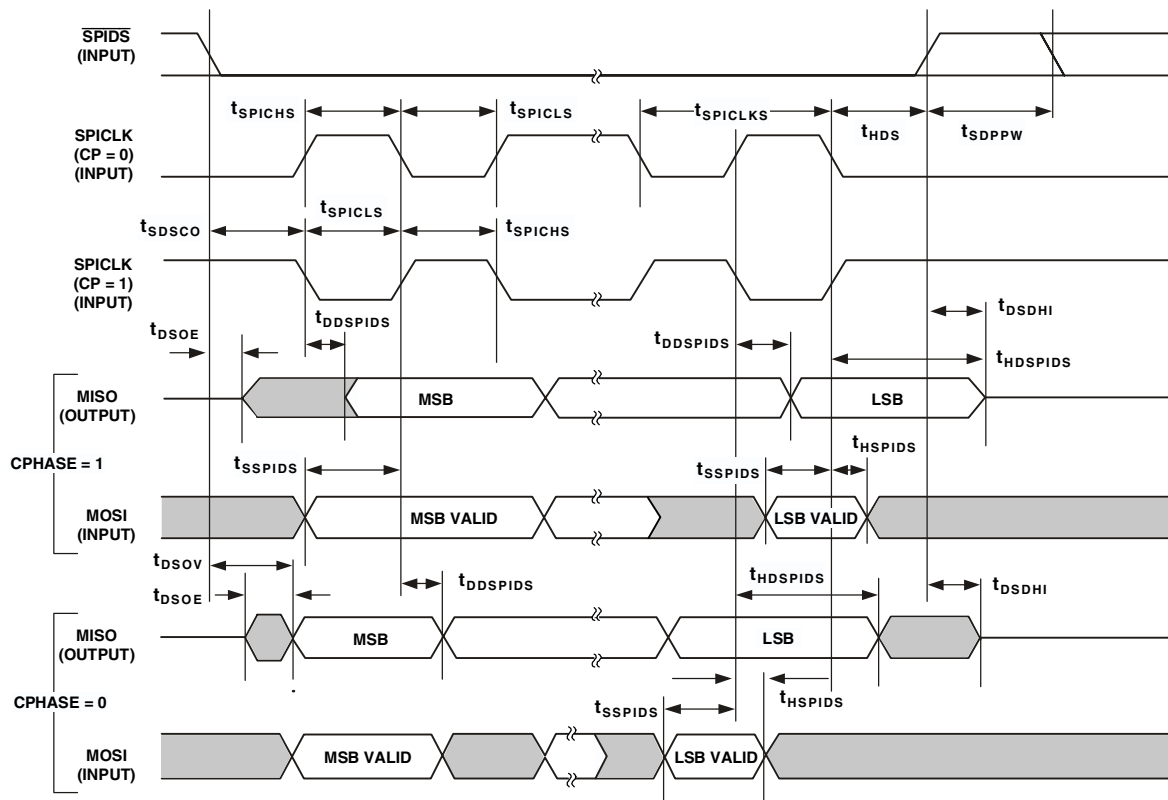 SPIDS
(INPUT)
tSPICHS
tSPICLS
tSPICLKS
tHDS
tSDPPW
SPICLK
(CP = 0)
(INPUT)
tSPICLS
tSDSCO
tSPICHS
SPICLK
(CP = 1)
(INPUT)
tDSOE
tDDSPIDS
tDDSPIDS
tDSDHI
tHDSPIDS
MISO
(OUTPUT)
MSB
LSB
CPHASE = 1
tSSPIDS
tSSPIDS
tHSPIDS
MOSI
(INPUT)
MSB VALID
LSB VALID
tDSOV
tDSOE
tDDSPIDS
tHDSPIDS
tDSDHI
MISO
(OUTPUT)
MSB
LSB
CPHASE = 0
tSSPIDS
tHSPIDS
MOSI
(INPUT)
MSB VALID
LSB VALID